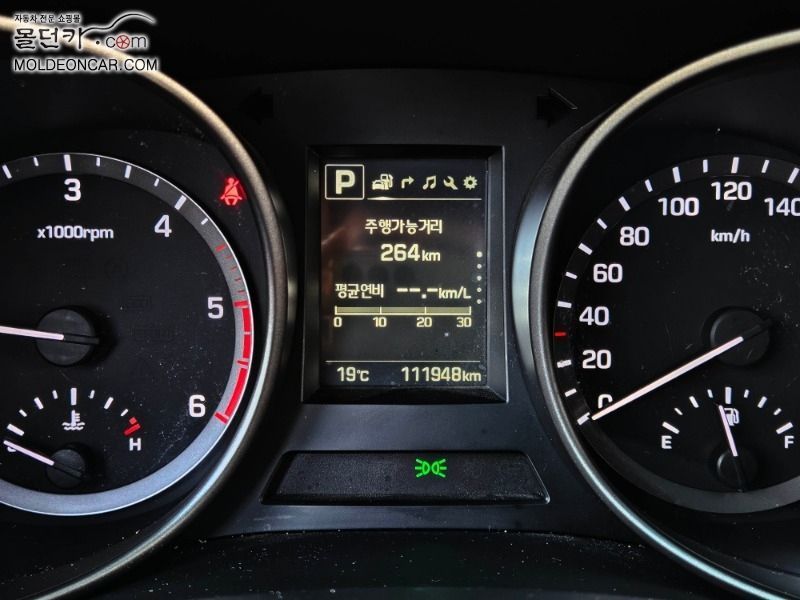 자동차 전문 쇼핑몰
몰던카.com
MOLDEONCAR.COM
3
4
5
6
x1000rpm
H
P
주행가능거리
264km
평균연비 --.-km/L
0 10 20 30
19°C 111948km
0
20
40
60
80
100
120
140
km/h
E F